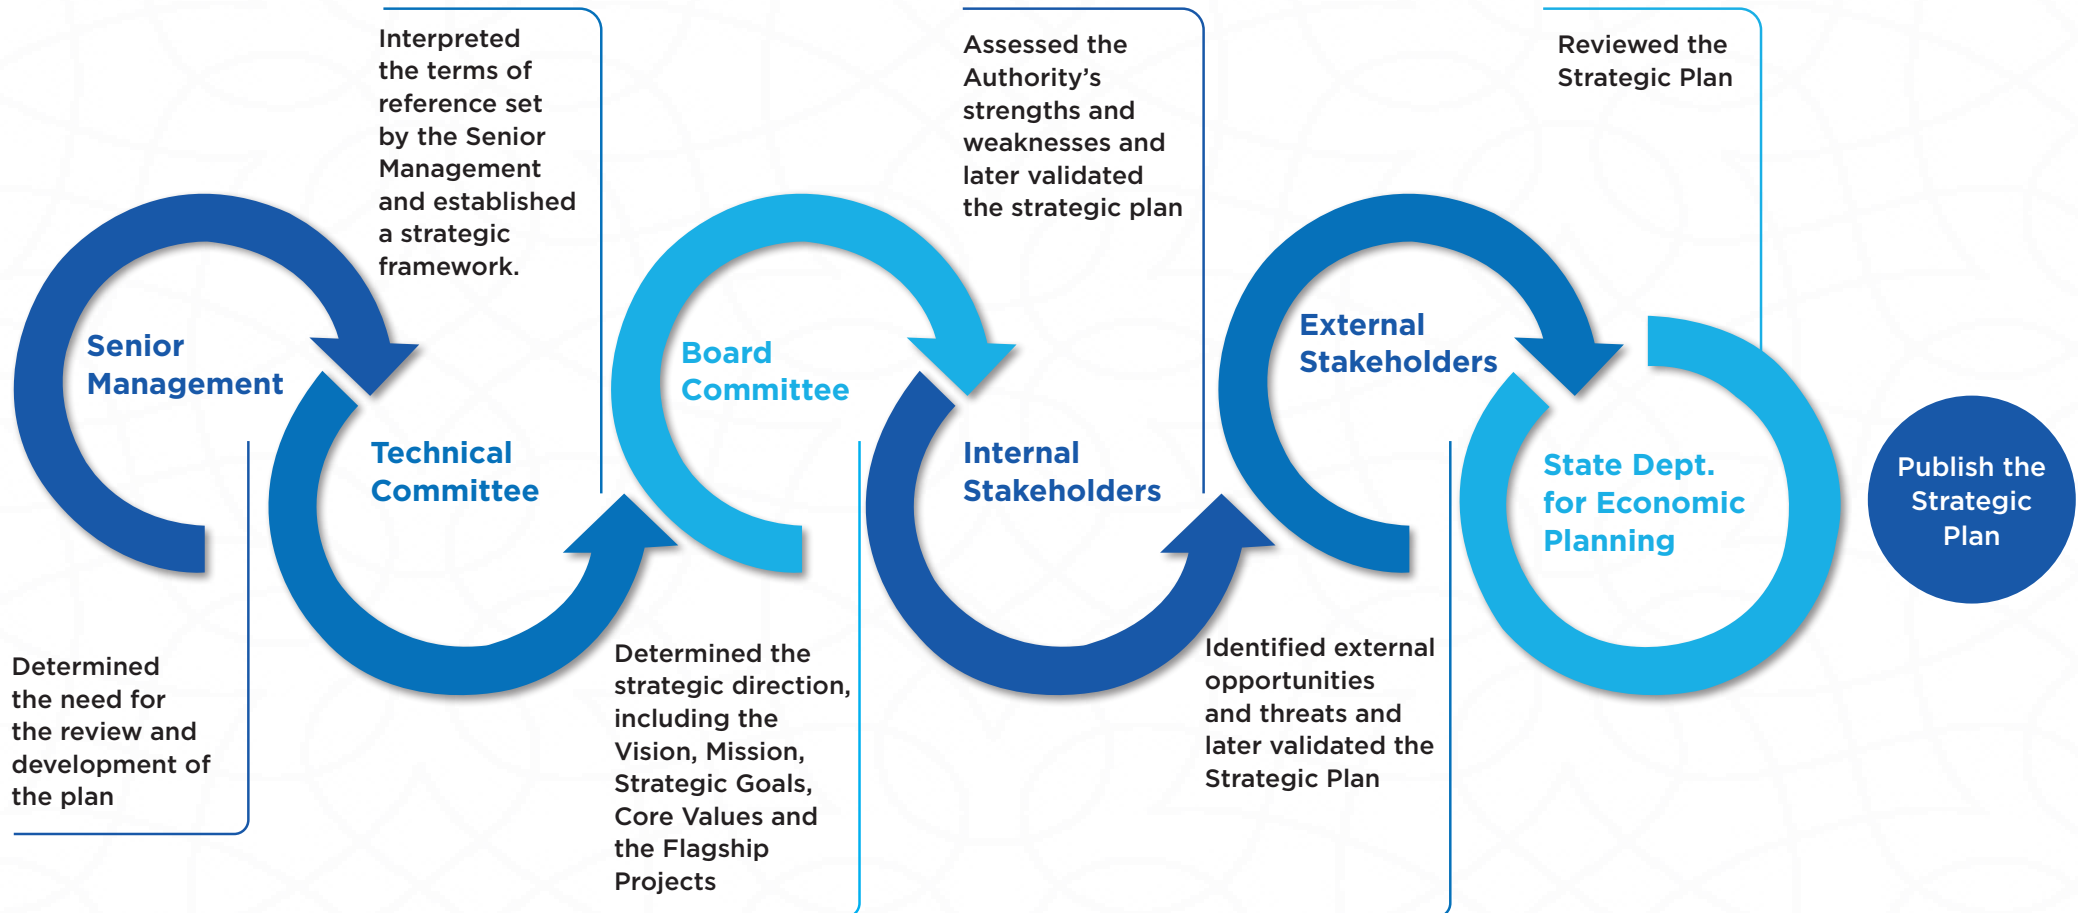 Senior
Management
Determined
the need for
the review and
development of
the plan
Interpreted
the terms of
reference set
by the Senior
Management
and established
a strategic
framework.
Technical
Committee
Board
Committee
Determined the
strategic direction,
including the
Vision, Mission,
Strategic Goals,
Core Values and
the Flagship
Projects
Assessed the
Authority’s
strengths and
weaknesses and
later validated
the strategic plan
Internal
Stakeholders
External
Stakeholders
Identified external
opportunities
and threats and
later validated the
Strategic Plan
Reviewed the
Strategic Plan
State Dept.
for Economic
Planning
Publish the
Strategic
Plan